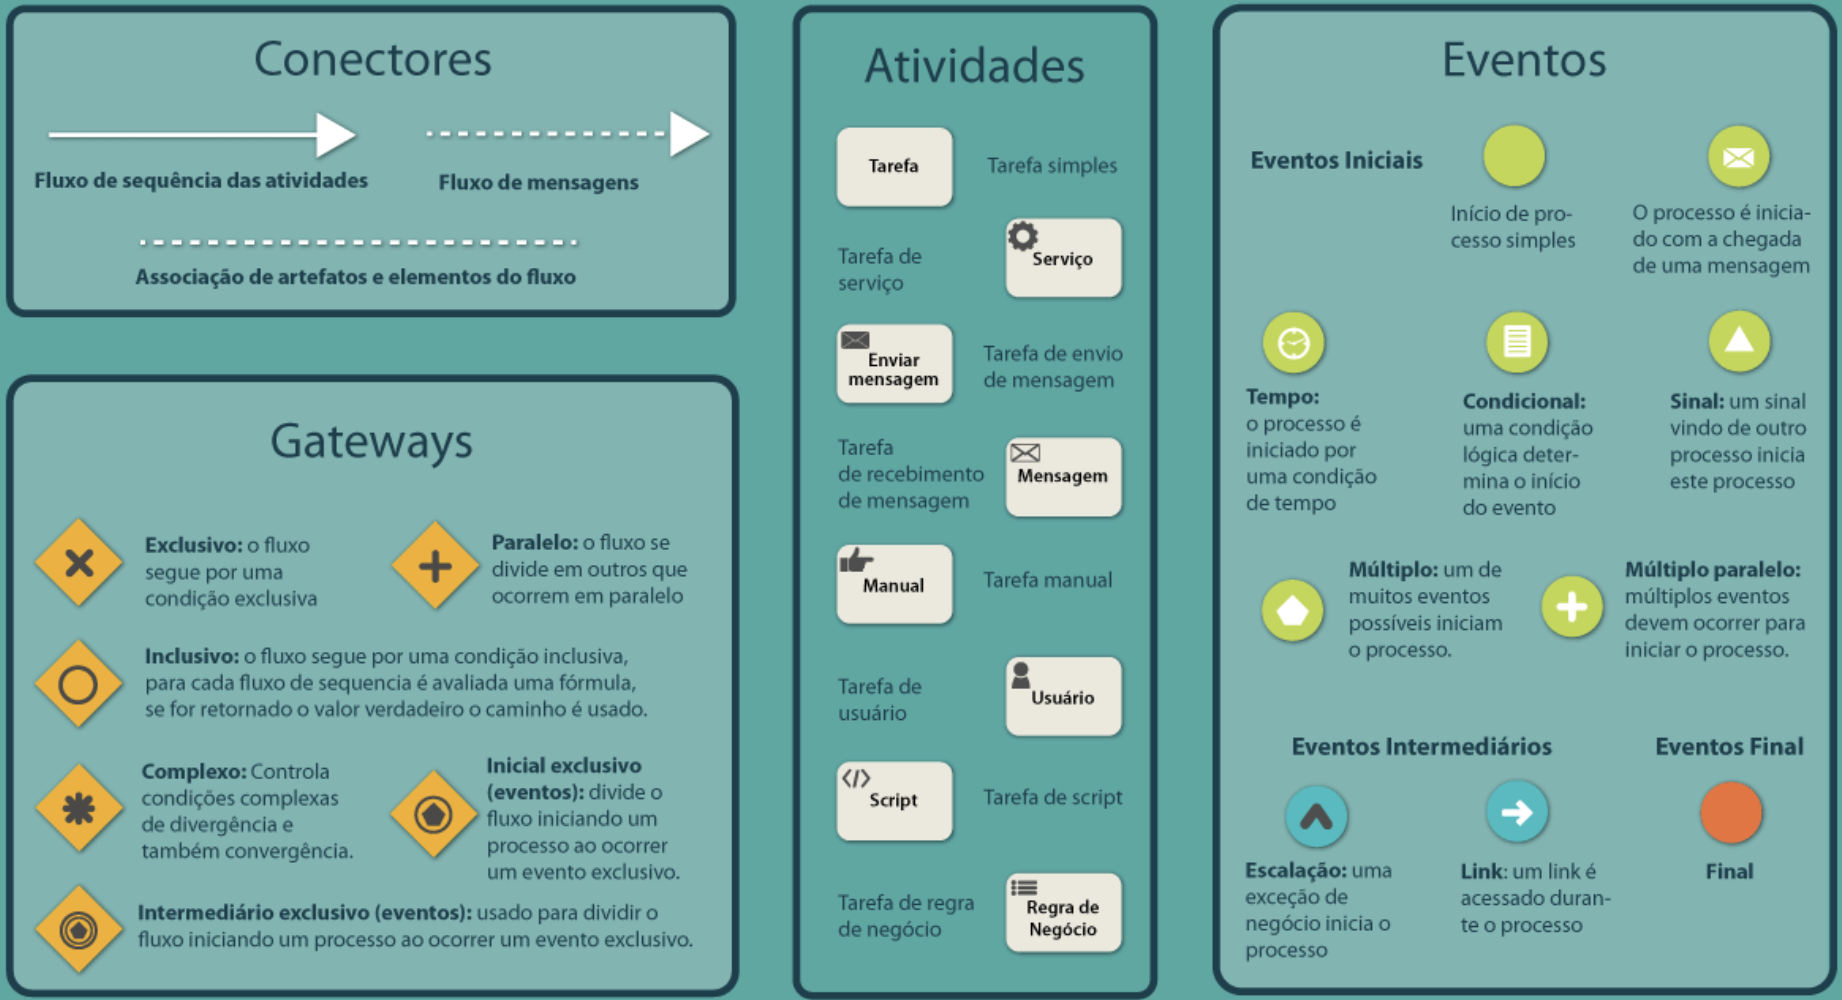 Conectores
Fluxo de sequência das atividades
Fluxo de mensagens
Associação de artefatos e elementos do fluxo
Gateways
Exclusivo: o fluxo
segue por uma
condição exclusiva
Paralelo: o fluxo se
divide em outros que
ocorrem em paralelo
Inclusivo: o fluxo segue por uma condição inclusiva,
para cada fluxo de sequencia é avaliada uma fórmula,
se for retornado o valor verdadeiro o caminho é usado.
Complexo: Controla
condições complexas
de divergência e
também convergência.
Inicial exclusivo
(eventos): divide o
fluxo iniciando um
processo ao ocorrer
um evento exclusivo.
Intermediário exclusivo (eventos): usado para dividir o
fluxo iniciando um processo ao ocorrer um evento exclusivo.
Atividades
Tarefa
Tarefa simples
Tarefa de
serviço
Serviço
Enviar
mensagem
Tarefa de envio
de mensagem
Tarefa
de recebimento
de mensagem
Mensagem
Manual
Tarefa manual
Tarefa de
usuário
Usuário
Script
Tarefa de script
Tarefa de regra
de negócio
Regra de
Negócio
Eventos
Eventos Iniciais
Início de pro-
cesso simples
O processo é inicia-
do com a chegada
de uma mensagem
Tempo:
o processo é
iniciado por
uma condição
de tempo
Condicional:
uma condição
lógica deter-
mina o início
do evento
Sinal: um sinal
vindo de outro
processo inicia
este processo
Múltiplo: um de
muitos eventos
possíveis iniciam
o processo.
Múltiplo paralelo:
múltiplos eventos
devem ocorrer para
iniciar o processo.
Eventos Intermediários
Eventos Final
Escalação: uma
exceção de
negócio inicia o
processo
Link: um link é
acessado duran-
te o processo
Final